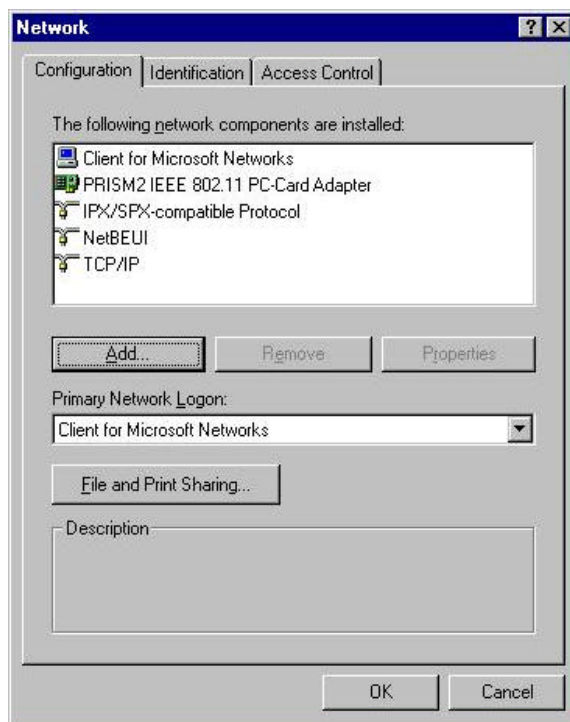 Network
Configuration Identification Access Control
The following network components are installed:
Client for Microsoft Networks
PRISM2 IEEE 802.11 PC-Card Adapter
IPX/SPX-compatible Protocol
NetBEUI
TCP/IP
Add... Remove Properties
Primary Network Logon:
Client for Microsoft Networks
File and Print Sharing...
Description
OK Cancel